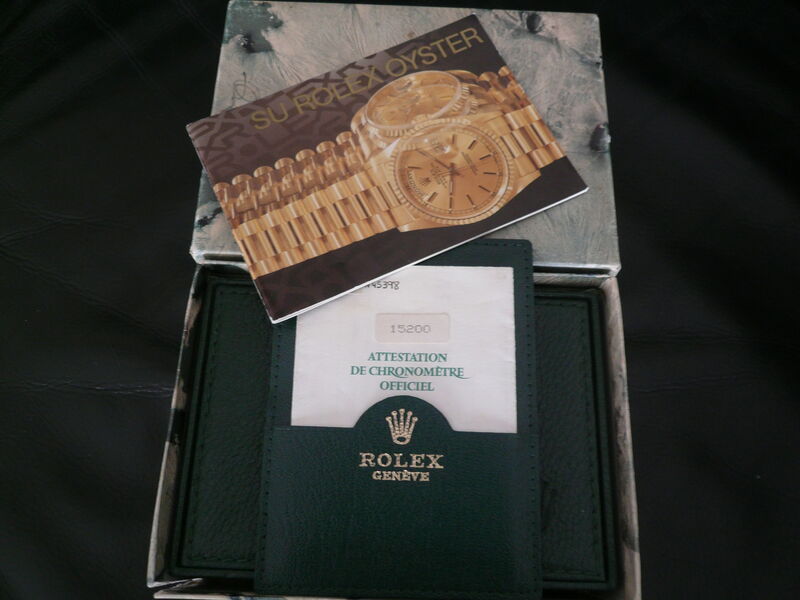 SU ROLEX OYSTER
15200
ATTESTATION
DE CHRONOMÈTRE
OFFICIEL
ROLEX
GENÈVE